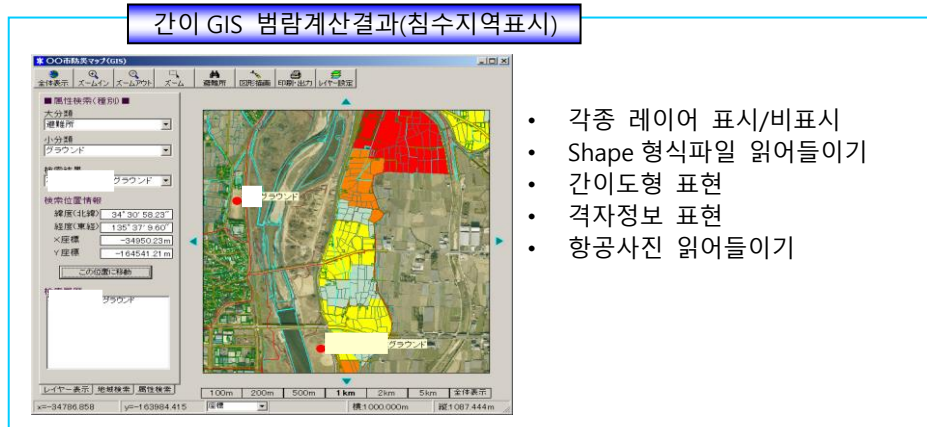 간이 GIS 범람계산결과(침수지역표시)
○○市防災マップ(GIS)
全体表示 ズームイン ズームアウト ズーム 避難所 図形描画 印刷・出力 レイヤー設定
■属性検索(種別)■
大分類
避難所
小分類
グラウンド
グラウンド
検索位置情報
緯度(北緯) 34°30'58.23"
経度(東経) 135°37'9.60"
X座標 -34950.23m
Y座標 -164541.21m
この位置に移動
グラウンド
グラウンド
グラウンド
レイヤー表示 地域検索 属性検索
100m 200m 500m 1km 2km 5km 全体表示
x=-34786.858 y=-163984.415 座標 横:1000.000m 縦:1087.444m
• 각종 레이어 표시/비표시
• Shape 형식파일 읽어들이기
• 간이도형 표현
• 격자정보 표현
• 항공사진 읽어들이기